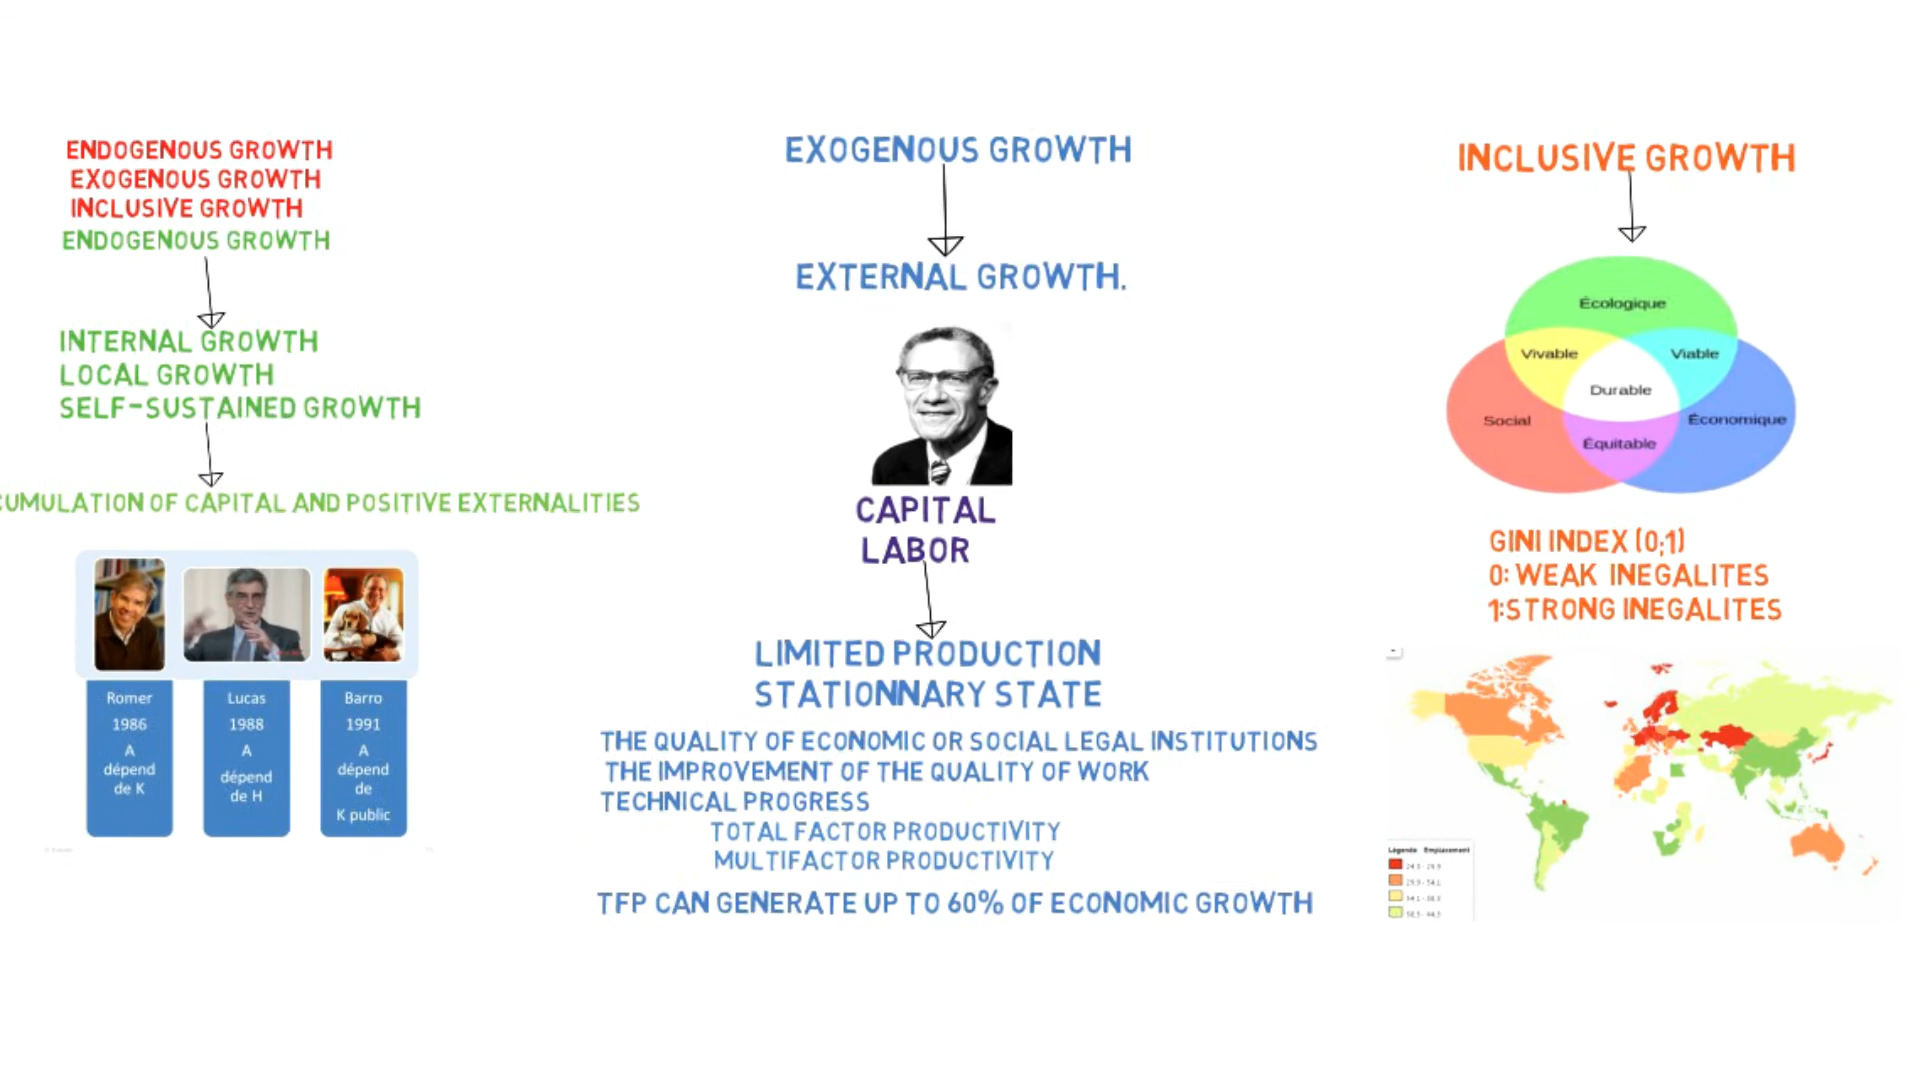 ENDOGENOUS GROWTH
EXOGENOUS GROWTH
INCLUSIVE GROWTH
ENDOGENOUS GROWTH
INTERNAL GROWTH
LOCAL GROWTH
SELF-SUSTAINED GROWTH
CUMULATION OF CAPITAL AND POSITIVE EXTERNALITIES
Romer
1986
A
dépend
de K
Lucas
1988
A
dépend
de H
Barro
1991
A
dépend
de
K public
EXOGENOUS GROWTH
EXTERNAL GROWTH.
CAPITAL
LABOR
LIMITED PRODUCTION
STATIONNARY STATE
THE QUALITY OF ECONOMIC OR SOCIAL LEGAL INSTITUTIONS
THE IMPROVEMENT OF THE QUALITY OF WORK
TECHNICAL PROGRESS
TOTAL FACTOR PRODUCTIVITY
MULTIFACTOR PRODUCTIVITY
TFP CAN GENERATE UP TO 60% OF ECONOMIC GROWTH
INCLUSIVE GROWTH
Écologique
Vivable
Viable
Durable
Social
Économique
Équitable
GINI INDEX (0;1)
0: WEAK INEGALITES
1:STRONG INEGALITES
Légende Emplacement